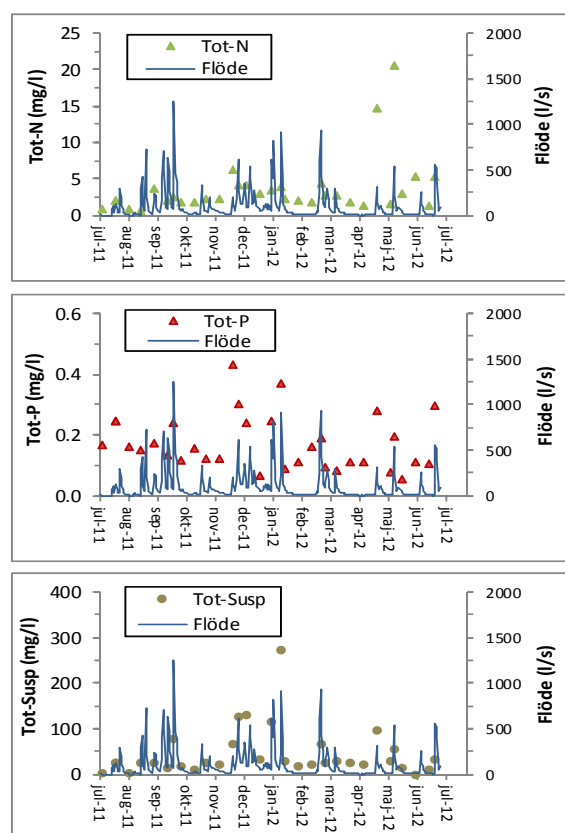 Tot-N (mg/l)
25
20
15
10
5
0
Tot-N
Flöde
2000
1500
1000
500
0
Flöde (l/s)
jul-11
aug-11
sep-11
okt-11
nov-11
dec-11
jan-12
feb-12
mar-12
apr-12
maj-12
jun-12
jul-12
Tot-P (mg/l)
0.6
0.4
0.2
0.0
Tot-P
Flöde
2000
1500
1000
500
0
Flöde (l/s)
jul-11
aug-11
sep-11
okt-11
nov-11
dec-11
jan-12
feb-12
mar-12
apr-12
maj-12
jun-12
jul-12
Tot-Susp (mg/l)
400
300
200
100
0
Tot-Susp
Flöde
2000
1500
1000
500
0
Flöde (l/s)
jul-11
aug-11
sep-11
okt-11
nov-11
dec-11
jan-12
feb-12
mar-12
apr-12
maj-12
jun-12
jul-12